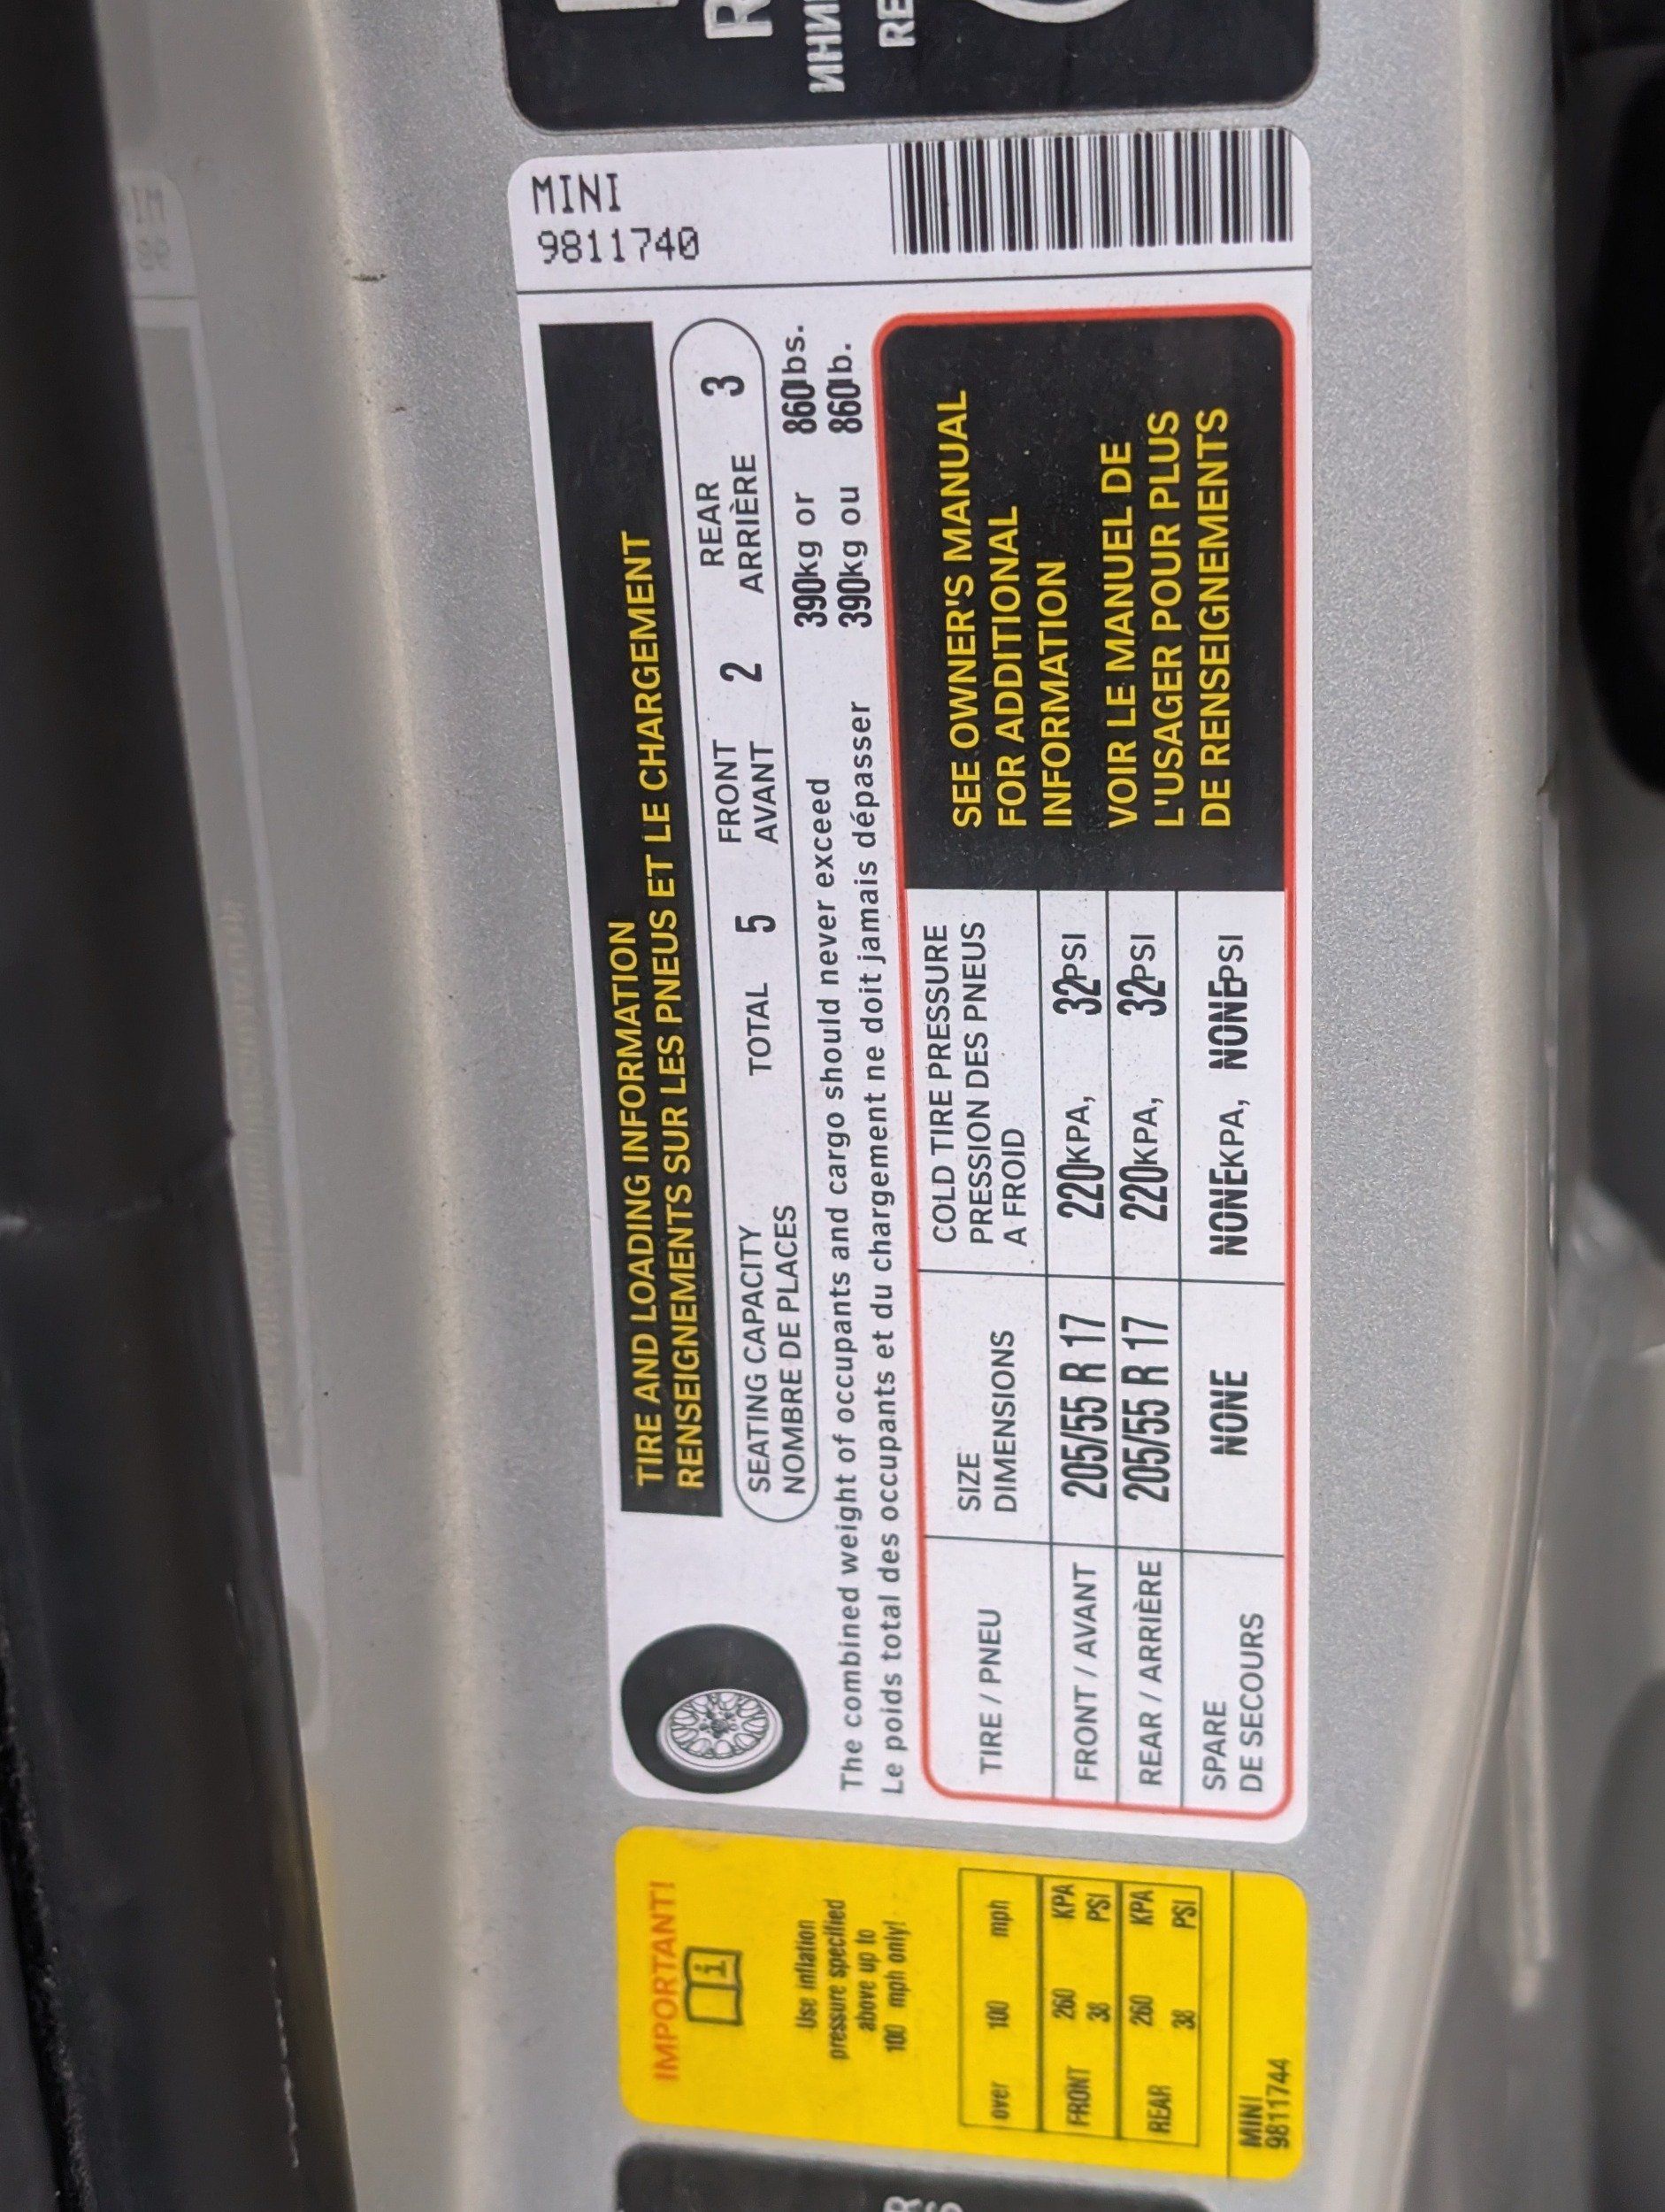 IMPORTANT!
Use inflation
pressure specified
above up to
100 mph only!
over 100 mph
FRONT 260 KPA
38 PSI
REAR 260 KPA
38 PSI
MINI
9811744
TIRE AND LOADING INFORMATION
RENSEIGNEMENTS SUR LES PNEUS ET LE CHARGEMENT
SEATING CAPACITY TOTAL 5 FRONT 2 REAR 3
NOMBRE DE PLACES AVANT ARRIÈRE
The combined weight of occupants and cargo should never exceed 390kg or 860lbs.
Le poids total des occupants et du chargement ne doit jamais dépasser 390kg ou 860lb.
TIRE / PNEU
SIZE
DIMENSIONS
COLD TIRE PRESSURE
PRESSION DES PNEUS
A FROID
FRONT / AVANT 205/55 R 17 220KPA, 32PSI
REAR / ARRIÈRE 205/55 R 17 220KPA, 32PSI
SPARE
DE SECOURS NONE NONEKPA, NONEPSI
SEE OWNER'S MANUAL
FOR ADDITIONAL
INFORMATION
VOIR LE MANUEL DE
L'USAGER POUR PLUS
DE RENSEIGNEMENTS
MINI
9811740